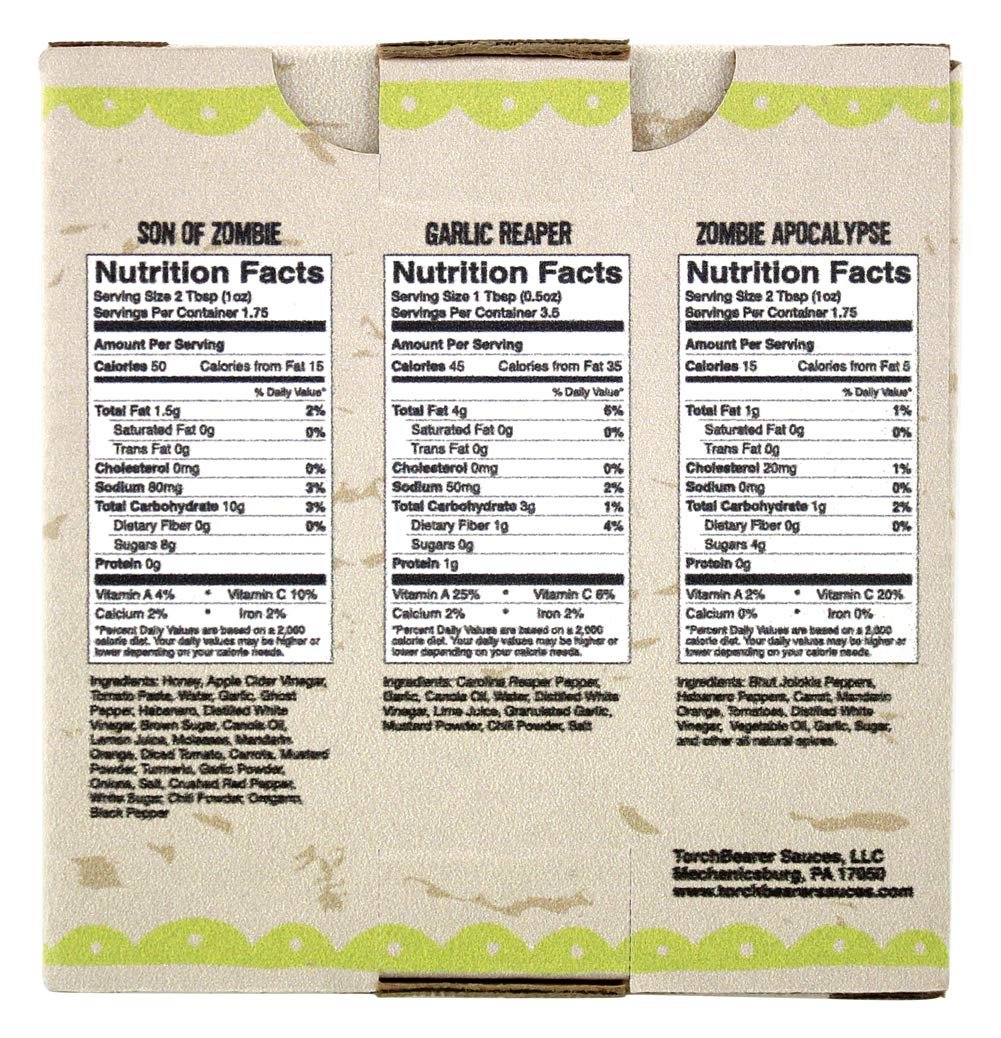 SON OF ZOMBIE
Nutrition Facts
Serving Size 2 Tbsp (1oz)
Servings Per Container 1.75
Amount Per Serving
Calories 50 Calories from Fat 15
% Daily Value*
Total Fat 1.5g 2%
Saturated Fat 0g 0%
Trans Fat 0g
Cholesterol 0mg 0%
Sodium 80mg 3%
Total Carbohydrate 10g 3%
Dietary Fiber 0g 0%
Sugars 8g
Protein 0g
Vitamin A 4% * Vitamin C 10%
Calcium 2% * Iron 2%
*Percent Daily Values are based on a 2,000
calorie diet. Your daily values may be higher or
lower depending on your calorie needs.
Ingredients: Honey, Apple Cider Vinegar,
Tomato Paste, Water, Garlic, Ghost
Pepper, Habanero, Distilled White
Vinegar, Brown Sugar, Canola Oil,
Lemon Juice, Molasses, Mandarin
Orange, Diced Tomato, Carrots, Mustard
Powder, Turmeric, Garlic Powder,
Onions, Salt, Crushed Red Pepper,
White Sugar, Chili Powder, Oregano,
Black Pepper
GARLIC REAPER
Nutrition Facts
Serving Size 1 Tbsp (0.5oz)
Servings Per Container 3.5
Amount Per Serving
Calories 45 Calories from Fat 35
% Daily Value*
Total Fat 4g 6%
Saturated Fat 0g 0%
Trans Fat 0g
Cholesterol 0mg 0%
Sodium 50mg 2%
Total Carbohydrate 3g 1%
Dietary Fiber 1g 4%
Sugars 0g
Protein 1g
Vitamin A 25% * Vitamin C 6%
Calcium 2% * Iron 2%
*Percent Daily Values are based on a 2,000
calorie diet. Your daily values may be higher or
lower depending on your calorie needs.
Ingredients: Carolina Reaper Pepper,
Garlic, Canola Oil, Water, Distilled White
Vinegar, Lime Juice, Granulated Garlic,
Mustard Powder, Chili Powder, Salt
ZOMBIE APOCALYPSE
Nutrition Facts
Serving Size 2 Tbsp (1oz)
Servings Per Container 1.75
Amount Per Serving
Calories 15 Calories from Fat 5
% Daily Value*
Total Fat 1g 1%
Saturated Fat 0g 0%
Trans Fat 0g
Cholesterol 20mg 1%
Sodium 0mg 0%
Total Carbohydrate 1g 2%
Dietary Fiber 0g 0%
Sugars 4g
Protein 0g
Vitamin A 2% * Vitamin C 20%
Calcium 0% * Iron 0%
*Percent Daily Values are based on a 2,000
calorie diet. Your daily values may be higher or
lower depending on your calorie needs.
Ingredients: Bhut Jolokia Peppers,
Habanero Peppers, Carrot, Mandarin
Orange, Tomatoes, Distilled White
Vinegar, Vegetable Oil, Garlic, Sugar,
and other all natural spices.
TorchBearer Sauces, LLC
Mechanicsburg, PA 17050
www.torchbearersauces.com